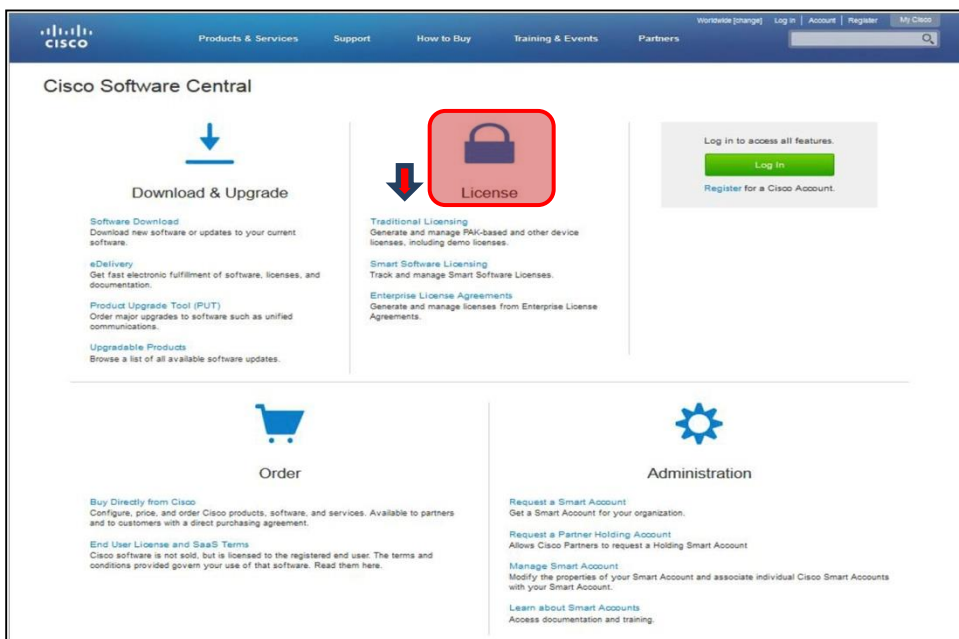 Worldwide [change] Log In | Account | Register My Cisco
CISCO
Products & Services Support How to Buy Training & Events Partners
Cisco Software Central
Download & Upgrade
Software Download
Download new software or updates to your current
software.
eDelivery
Get fast electronic fulfillment of software, licenses, and
documentation.
Product Upgrade Tool (PUT)
Order major upgrades to software such as unified
communications.
Upgradable Products
Browse a list of all available software updates.
License
Traditional Licensing
Generate and manage PAK-based and other device
licenses, including demo licenses.
Smart Software Licensing
Track and manage Smart Software Licenses.
Enterprise License Agreements
Generate and manage licenses from Enterprise License
Agreements.
Log in to access all features.
Log In
Register for a Cisco Account.
Order
Buy Directly from Cisco
Configure, price, and order Cisco products, software, and services. Available to partners
and to customers with a direct purchasing agreement.
End User License and SaaS Terms
Cisco software is not sold, but is licensed to the registered end user. The terms and
conditions provided govern your use of that software. Read them here.
Administration
Request a Smart Account
Get a Smart Account for your organization.
Request a Partner Holding Account
Allows Cisco Partners to request a Holding Smart Account
Manage Smart Account
Modify the properties of your Smart Account and associate individual Cisco Smart Accounts
with your Smart Account.
Learn about Smart Accounts
Access documentation and training.